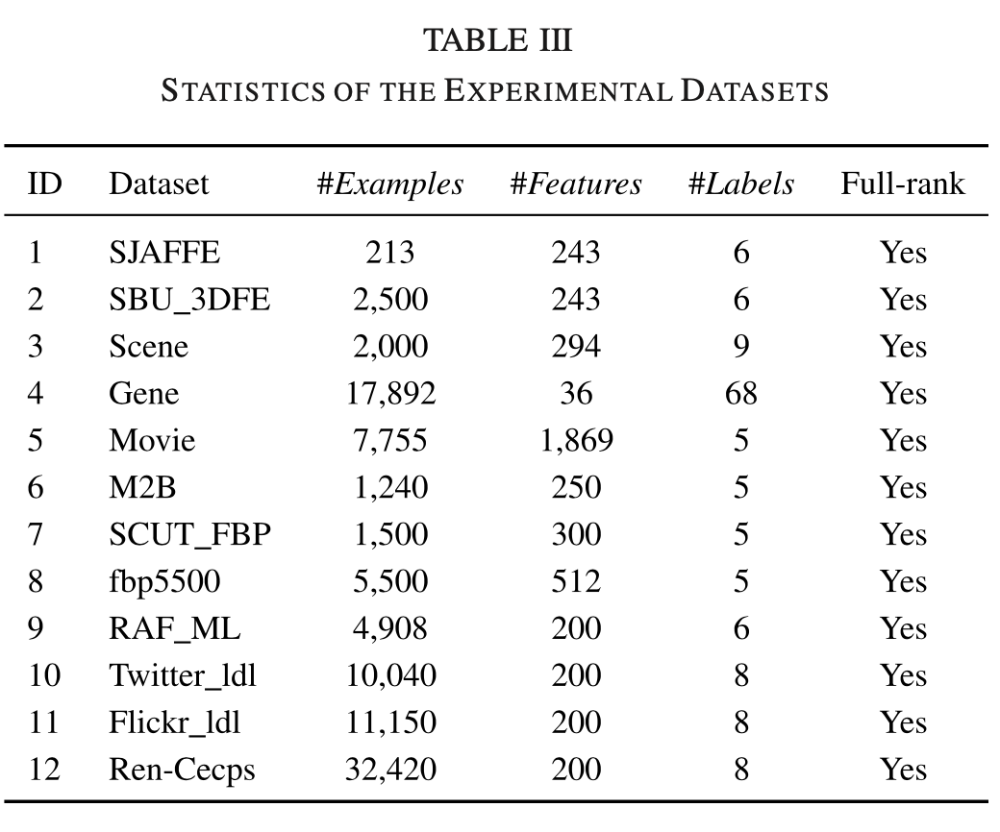 TABLE III
STATISTICS OF THE EXPERIMENTAL DATASETS
ID Dataset #Examples #Features #Labels Full-rank
1 SJAFFE 213 243 6 Yes
2 SBU_3DFE 2,500 243 6 Yes
3 Scene 2,000 294 9 Yes
4 Gene 17,892 36 68 Yes
5 Movie 7,755 1,869 5 Yes
6 M2B 1,240 250 5 Yes
7 SCUT_FBP 1,500 300 5 Yes
8 fbp5500 5,500 512 5 Yes
9 RAF_ML 4,908 200 6 Yes
10 Twitter_ldl 10,040 200 8 Yes
11 Flickr_ldl 11,150 200 8 Yes
12 Ren-Cecps 32,420 200 8 Yes